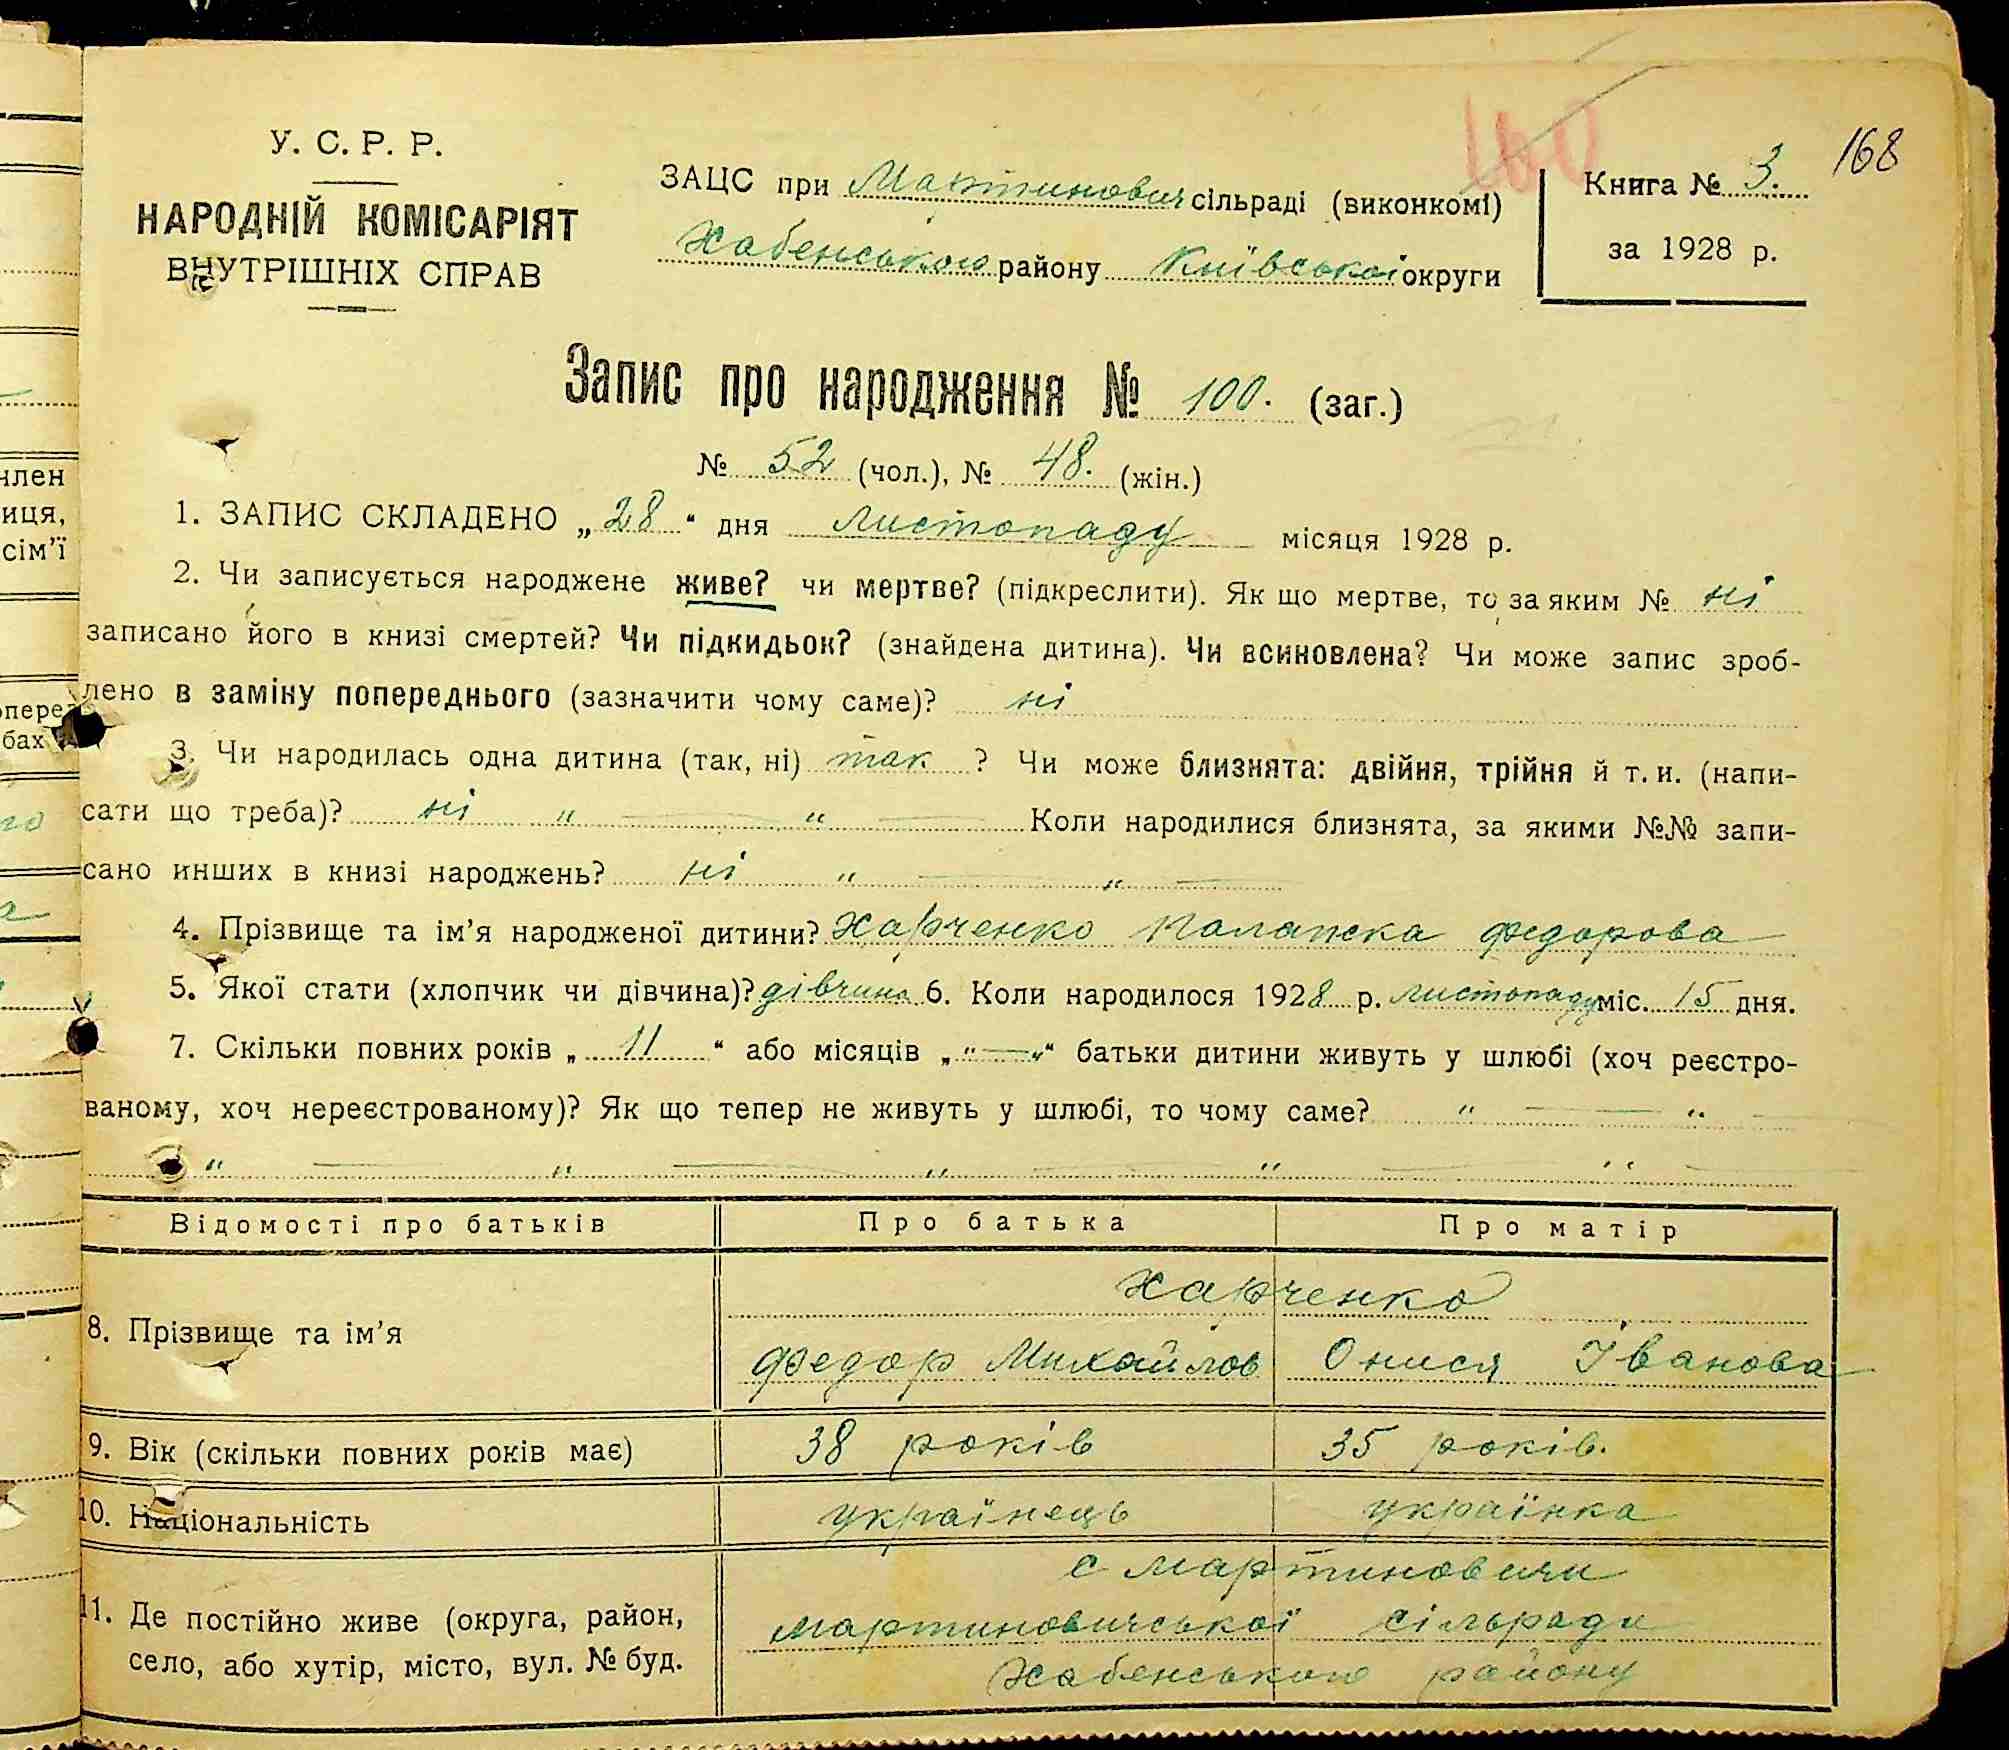 168
160
У. С. Р. Р.
НАРОДНІЙ КОМІСАРІЯТ
ВНУТРІШНІХ СПРАВ
ЗАЦС при Мартинович сільраді (виконкомі)
Хабенського району Київської округи
Книга № 3.
за 1928 р.
Запис про народження № 100. (заг.)
№ 52 (чол.), № 48. (жін.)
1. ЗАПИС СКЛАДЕНО „28“ дня листопаду місяця 1928 р.
2. Чи записується народжене живе? чи мертве? (підкреслити). Як що мертве, то за яким № ні
записано його в книзі смертей? Чи підкидьок? (знайдена дитина). Чи всиновлена? Чи може запис зроб-
лено в заміну попереднього (зазначити чому саме)? ні
3. Чи народилась одна дитина (так, ні) так ? Чи може близнята: двійня, трійня й т. и. (напи-
сати що треба)? ні " — " — Коли народилися близнята, за якими №№ запи-
сано инших в книзі народжень? ні " — " —
4. Прізвище та ім’я народженої дитини? Харченко Палапека Федорова
5. Якої стати (хлопчик чи дівчина)? дівчина 6. Коли народилося 1928 р. листопаду міс. 15 дня.
7. Скільки повних років „ 11 “ або місяців „ "—" “ батьки дитини живуть у шлюбі (хоч реєстро-
ваному, хоч нереєстрованому)? Як що тепер не живуть у шлюбі, то чому саме? " — " —
" — " — " — " — " —
Відомості про батьків Про батька Про матір
8. Прізвище та ім’я
Харченко
Федор Михайлов Онися Іванова
9. Вік (скільки повних років має) 38 років 35 років.
10. Національність українець українка
11. Де постійно живе (округа, район,
село, або хутір, місто, вул. № буд.
с Мартиновичи
Мартиновичської сільради
Хабенського району
член
иця,
сім’ї
опере
бах
го